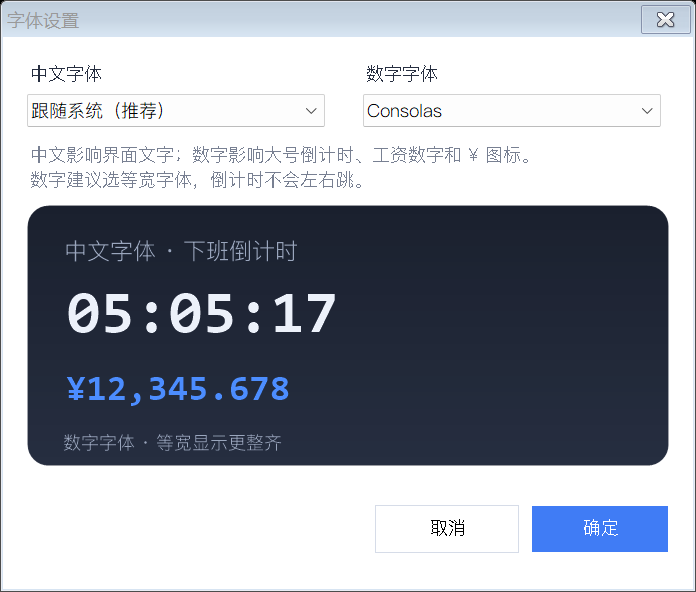 字体设置
中文字体
数字字体
跟随系统（推荐）
Consolas
中文影响界面文字；数字影响大号倒计时、工资数字和 ¥ 图标。
数字建议选等宽字体，倒计时不会左右跳。
中文字体 · 下班倒计时
05:05:17
¥12,345.678
数字字体 · 等宽显示更整齐
取消
确定